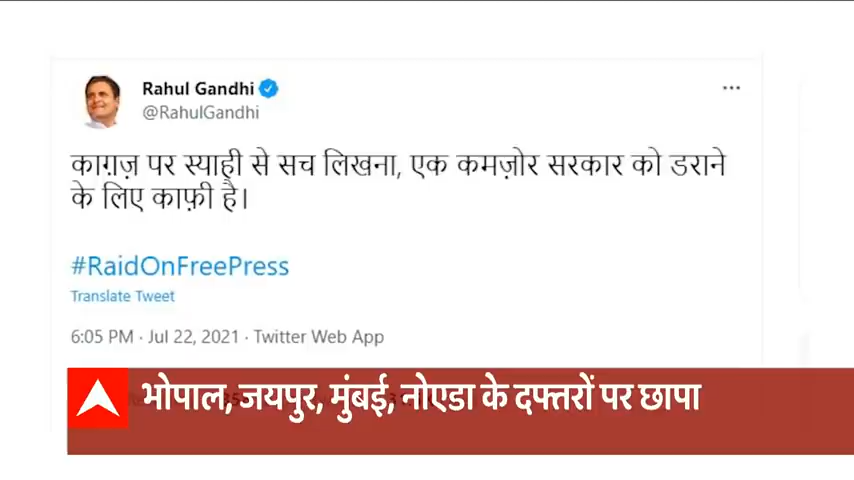 Rahul Gandhi
@RahulGandhi
काग़ज़ पर स्याही से सच लिखना, एक कमज़ोर सरकार को डराने
के लिए काफ़ी है।
#RaidOnFreePress
Translate Tweet
6:05 PM · Jul 22, 2021 · Twitter Web App
भोपाल, जयपुर, मुंबई, नोएडा के दफ्तरों पर छापा